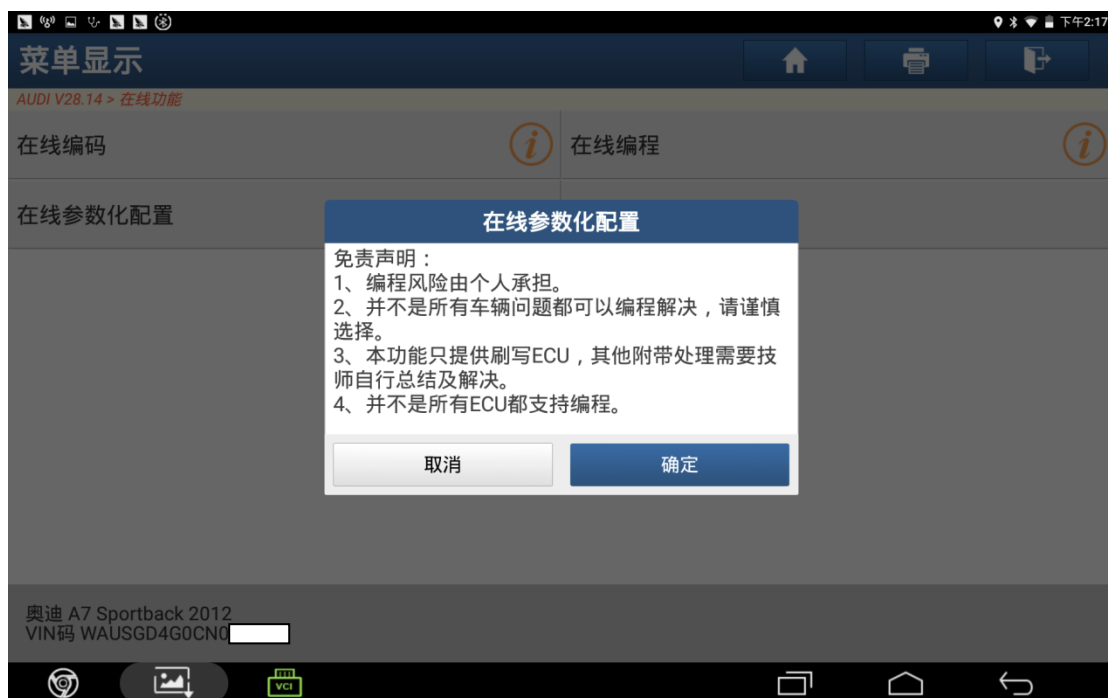 下午2:17
菜单显示
AUDI V28.14 > 在线功能
在线编码
在线编程
在线参数化配置
在线参数化配置
免责声明：
1、编程风险由个人承担。
2、并不是所有车辆问题都可以编程解决，请谨慎
选择。
3、本功能只提供刷写ECU，其他附带处理需要技
师自行总结及解决。
4、并不是所有ECU都支持编程。
取消
确定
奥迪 A7 Sportback 2012
VIN码 WAUSGD4G0CN0
VCI